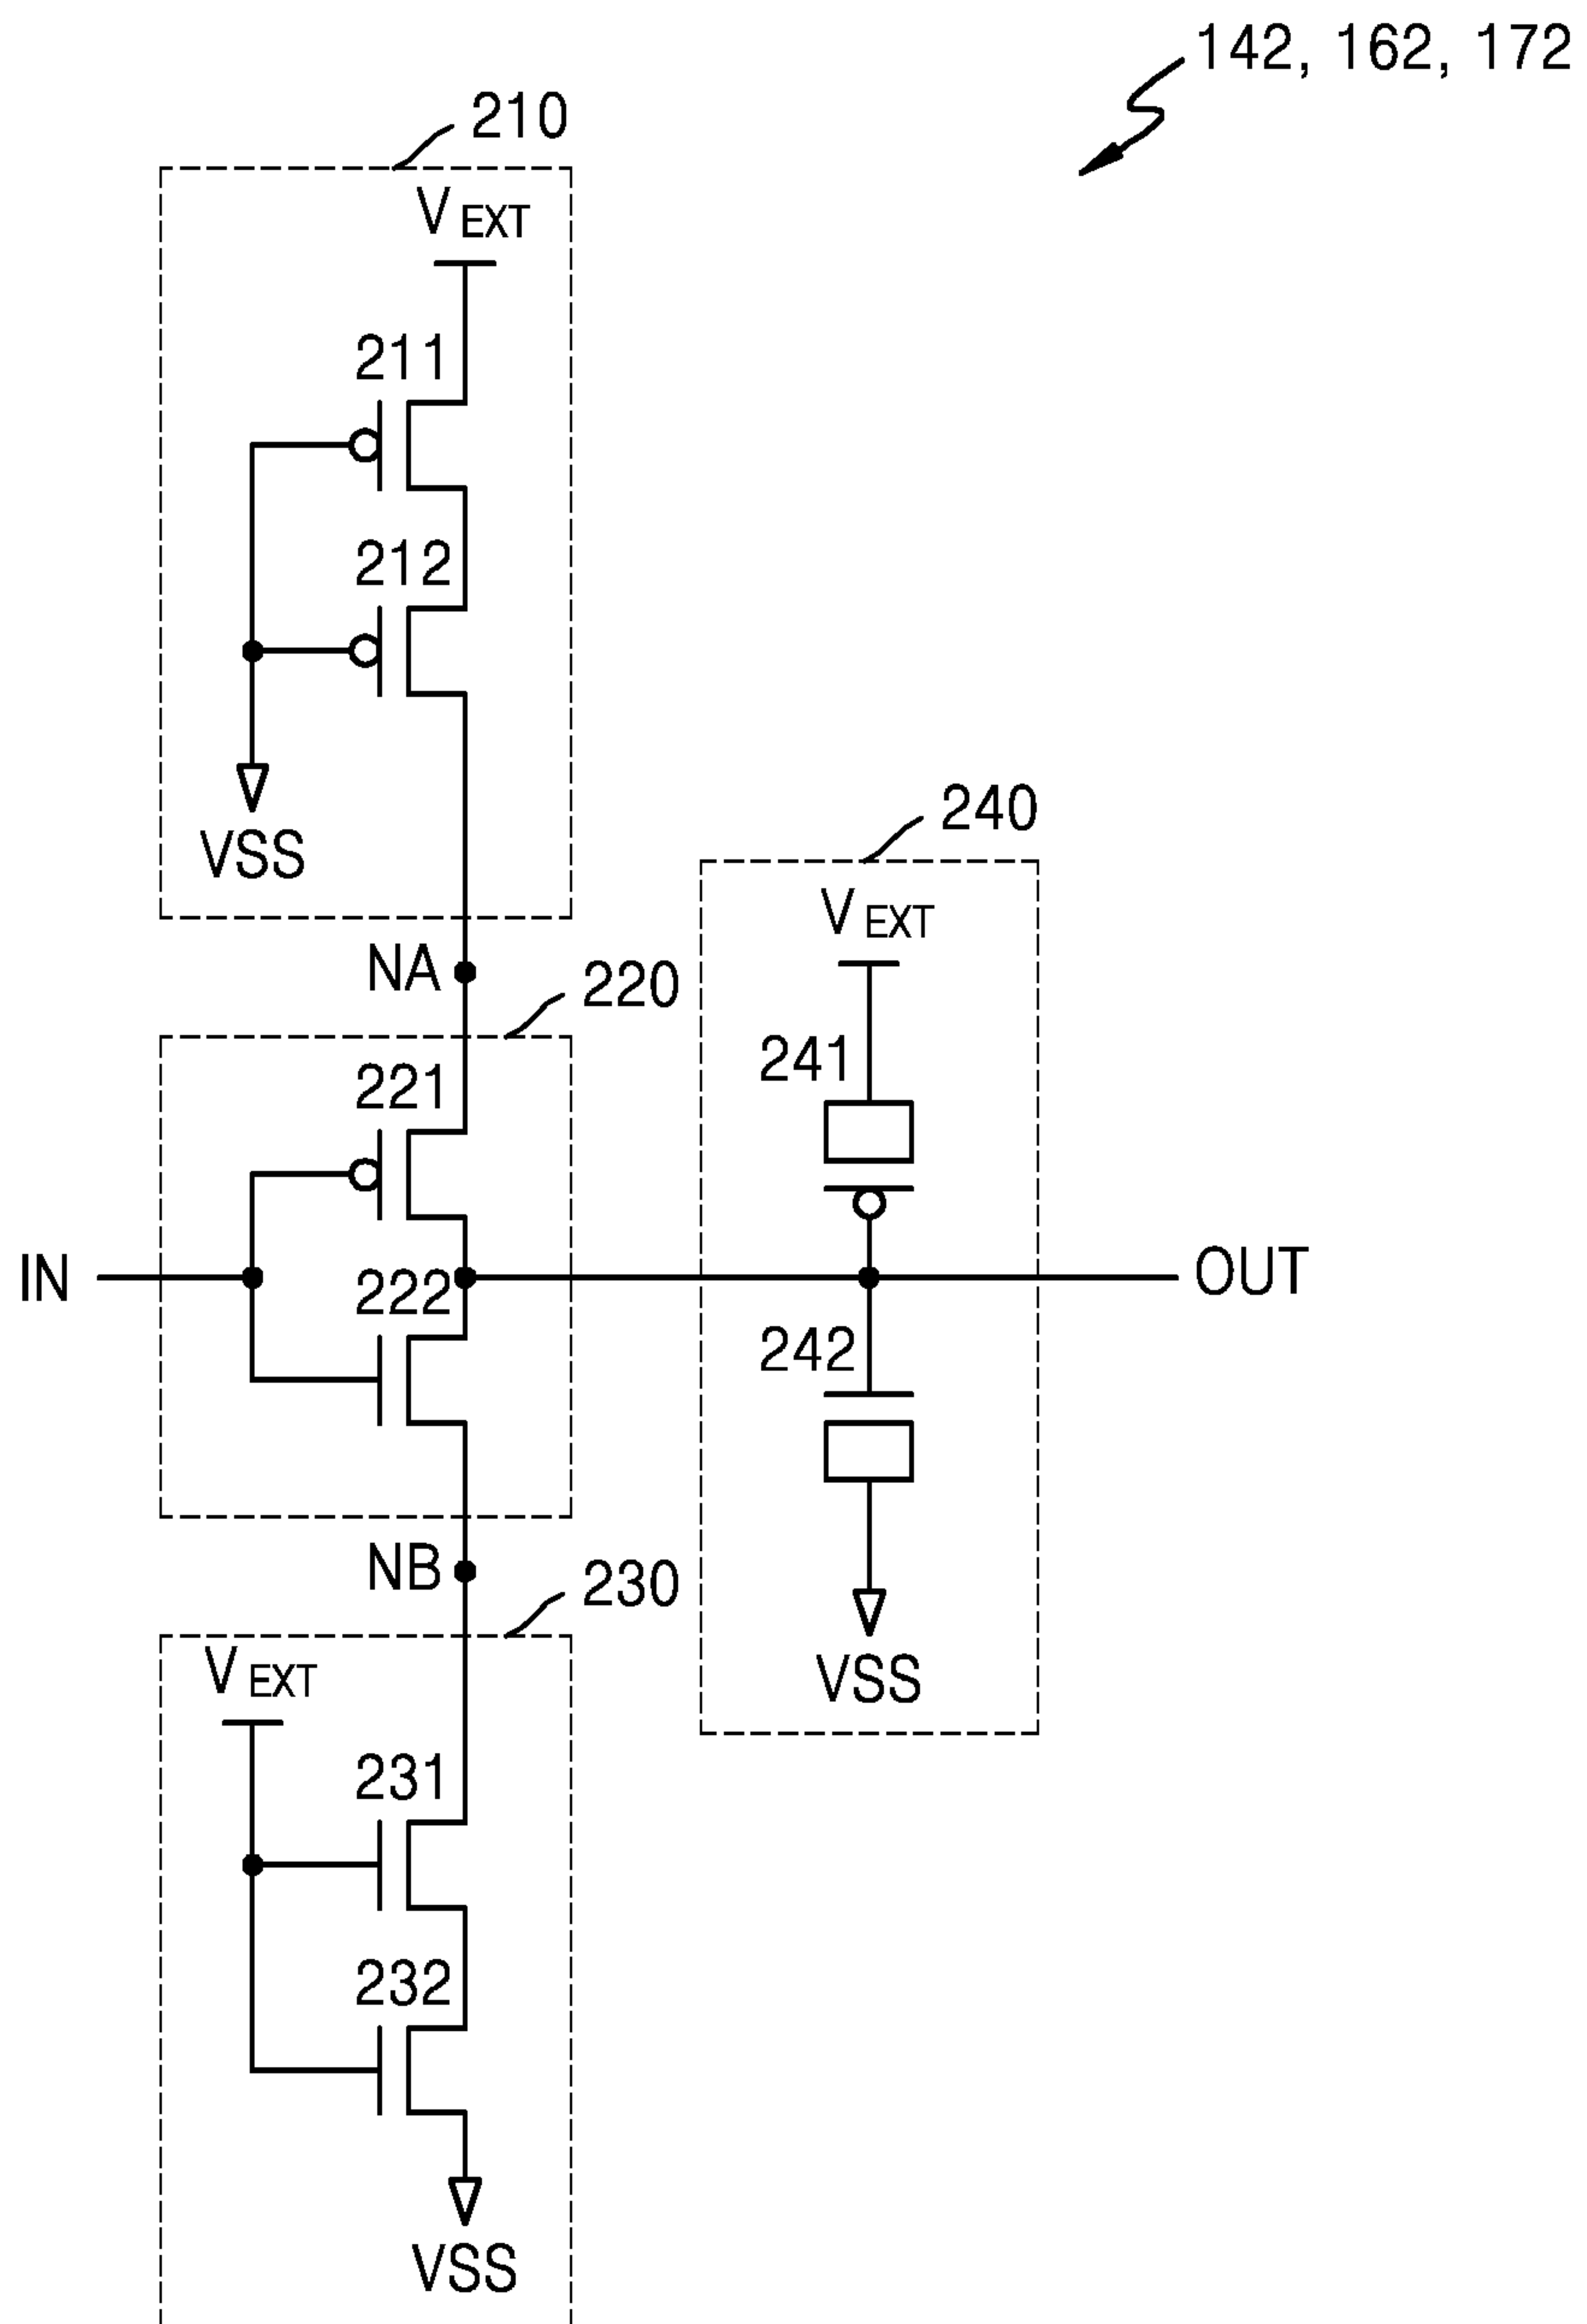 142, 162, 172
210
VEXT
211
212
VSS
240
VEXT
NA
220
241
221
IN
222
OUT
242
NB
230
VEXT
VSS
231
232
VSS